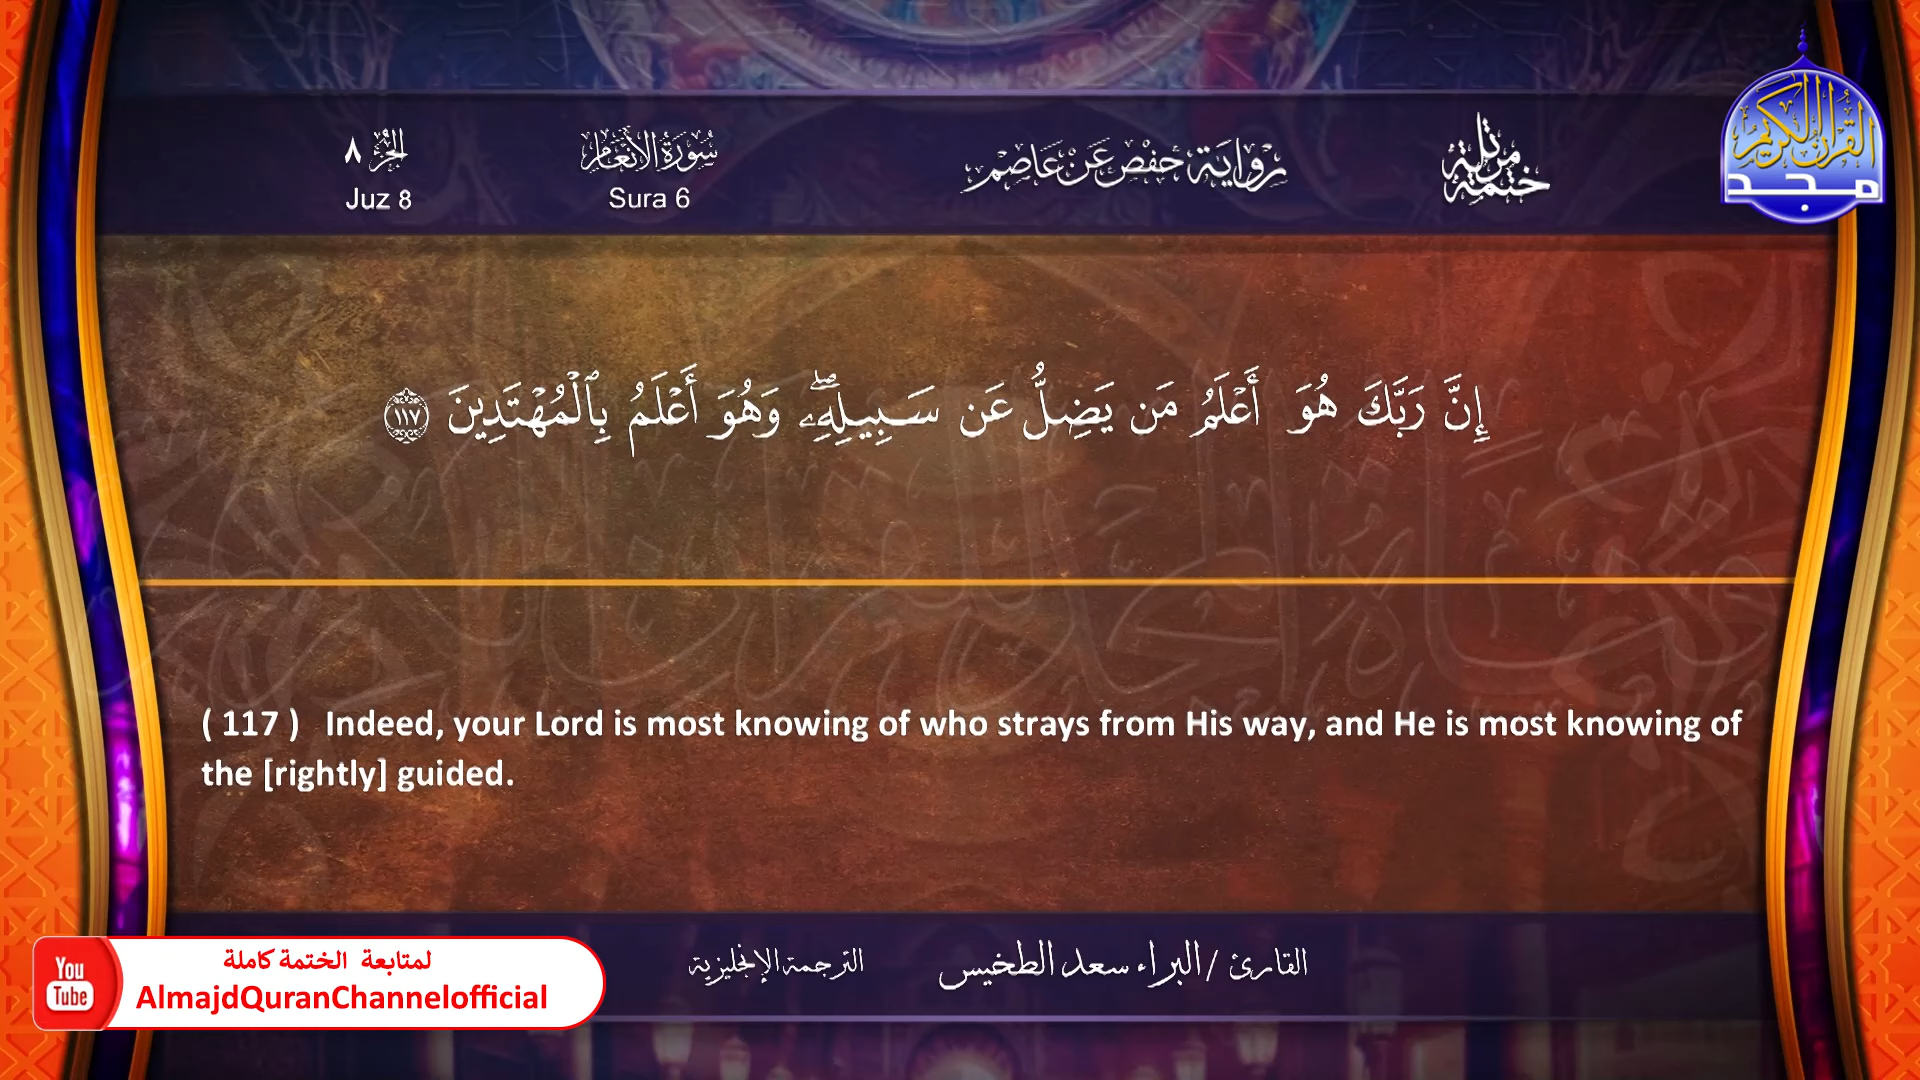 الجزء ٨
Juz 8
سورة الأنعام
Sura 6
رواية حفص عن عاصم
ختمة مرتلة
القرآن الكريم
مجد
إِنَّ رَبَّكَ هُوَ أَعْلَمُ مَن يَضِلُّ عَن سَبِيلِهِۦۖ وَهُوَ أَعْلَمُ بِٱلْمُهْتَدِينَ ١١٧
( 117 ) Indeed, your Lord is most knowing of who strays from His way, and He is most knowing of
the [rightly] guided.
القارئ / البراء سعد الطخيس
الترجمة الإنجليزية
You
Tube
لمتابعة الختمة كاملة
AlmajdQuranChannelofficial